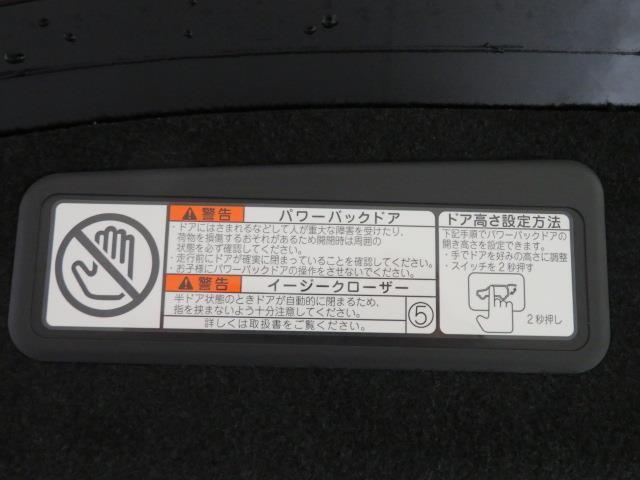 警告 パワーバックドア
・ドアにはさまれるなどして人が重大な障害を受けたり、
荷物を損傷するおそれがあるため開閉時は周囲の
状態を必ず確認してください。
・走行前にドアが確実に閉まっていることを確認してください。
・お子様にパワーバックドアの操作をさせないでください。
警告 イージークローザー
半ドア状態のときドアが自動的に閉まるため、
指を挟まないよう十分注意してください。
詳しくは取扱書をご覧ください。
⑤
ドア高さ設定方法
下記手順でパワーバックドアの
開き高さを設定できます。
・手でドアを好みの高さに調整
・スイッチを2秒押す
2秒押し